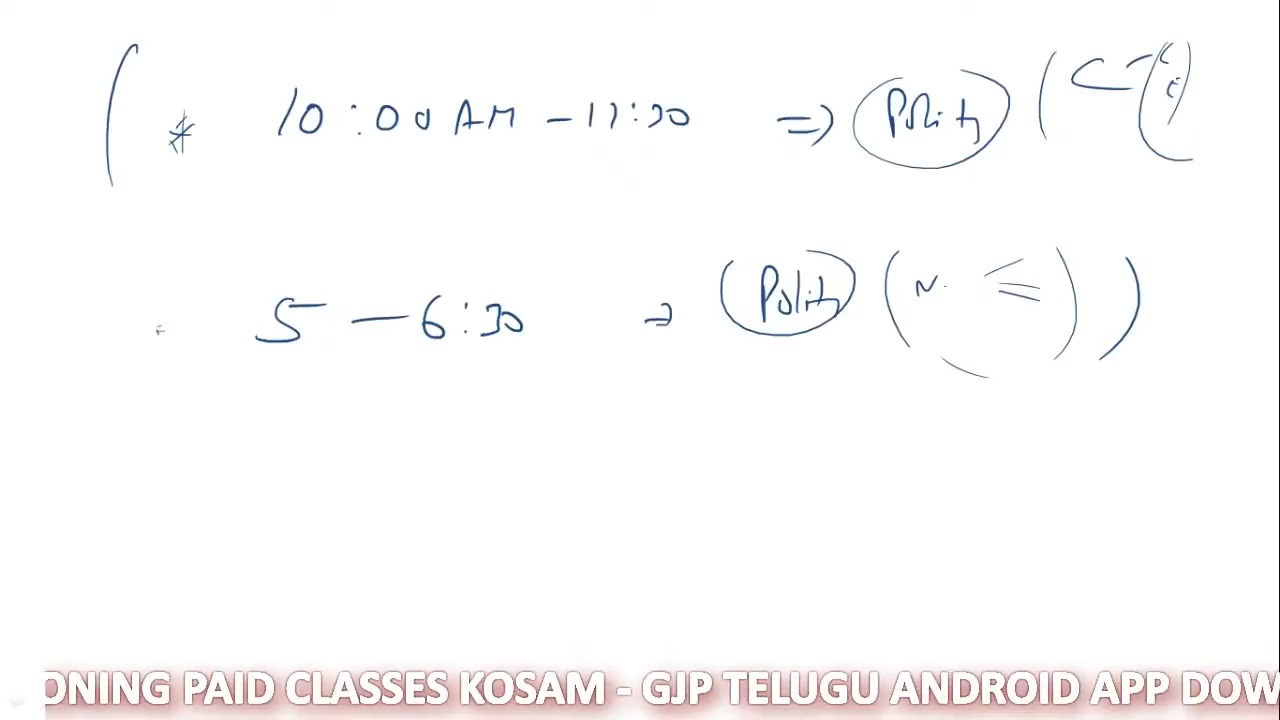 * 10:00 AM - 11:30 => Polity
5 - 6:30 => (Polity) (N.
ONING PAID CLASSES KOSAM - GJP TELUGU ANDROID APP DOW